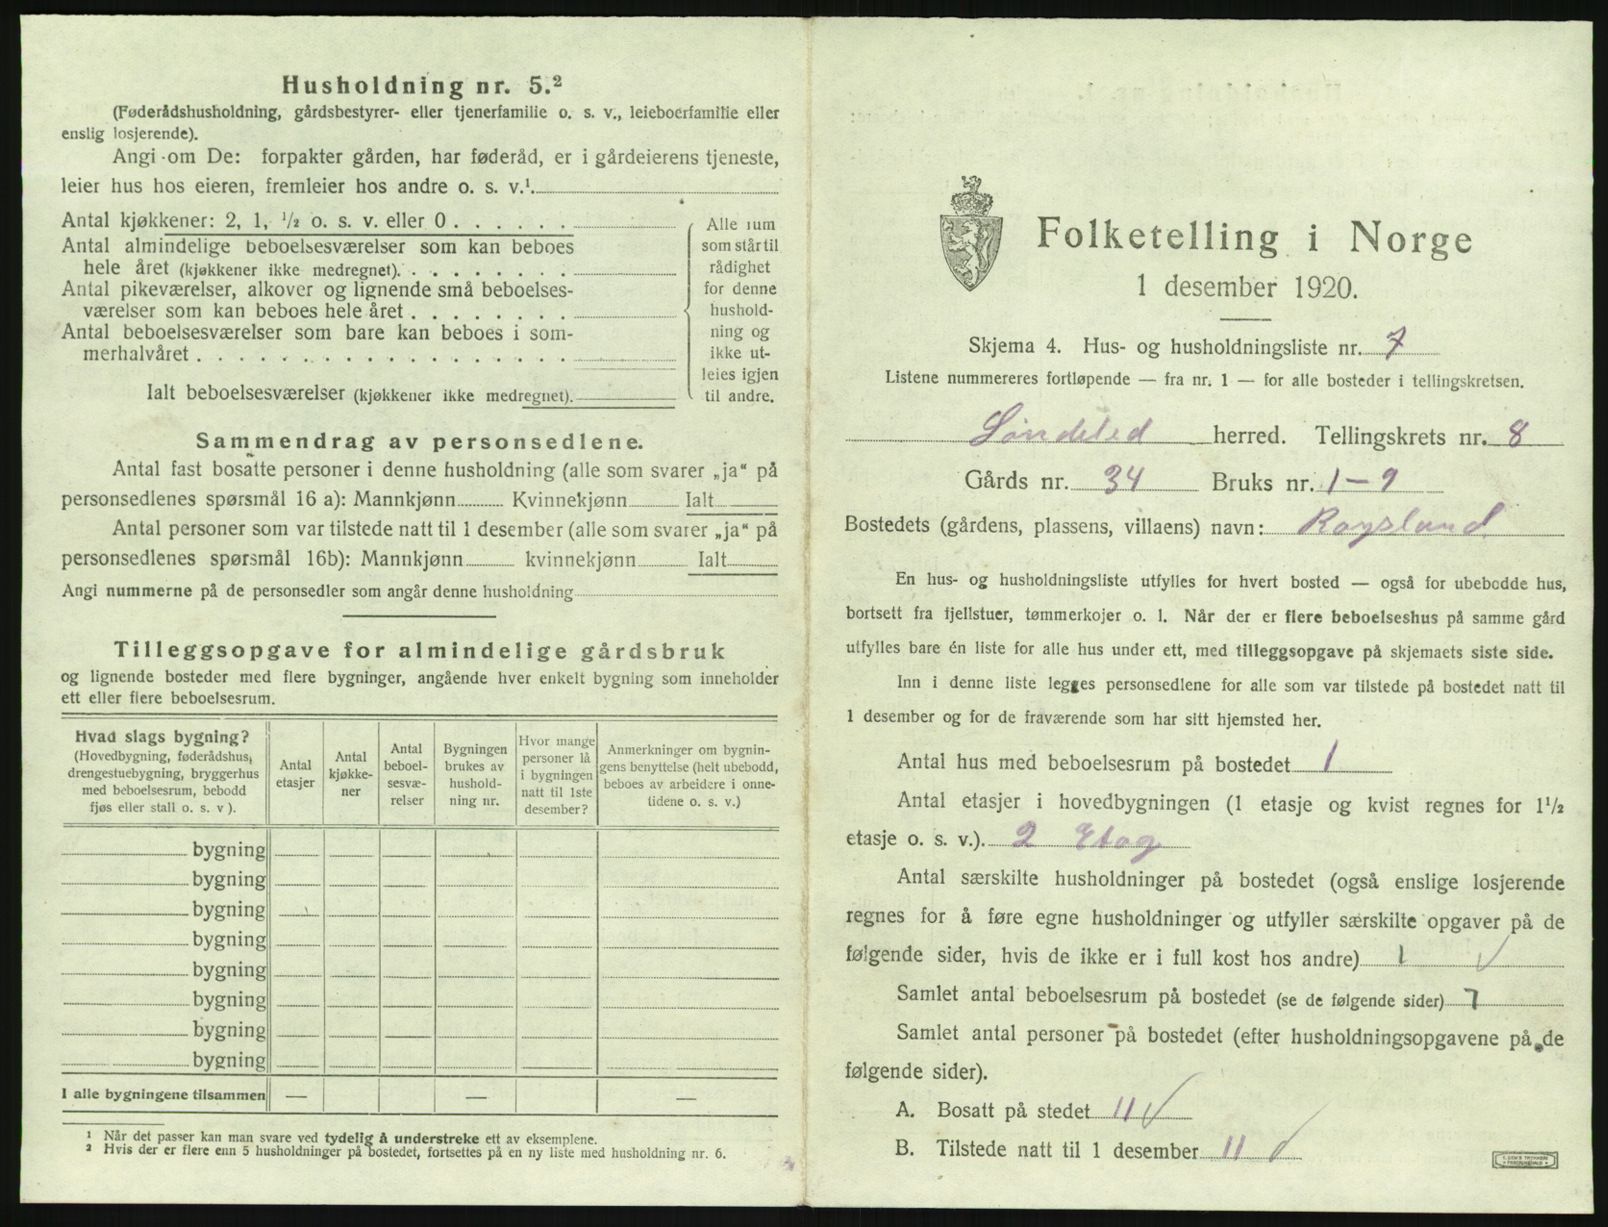 Husholdning nr. 5.²
(Føderådshusholdning, gårdsbestyrer- eller tjenerfamilie o. s. v., leieboerfamilie eller
enslig losjerende).
Angi om De: forpakter gården, har føderåd, er i gårdeierens tjeneste,
leier hus hos eieren, fremleier hos andre o. s. v.¹
Antal kjøkkener: 2, 1, ½ o. s. v. eller 0
Antal almindelige beboelsesværelser som kan beboes
hele året (kjøkkener ikke medregnet).
Antal pikeværelser, alkover og lignende små beboelses-
værelser som kan beboes hele året
Antal beboelsesværelser som bare kan beboes i som-
merhalvåret
Ialt beboelsesværelser (kjøkkener ikke medregnet).
Alle rum
som står til
rådighet
for denne
hushold-
ning og
ikke ut-
leies igjen
til andre.
Sammendrag av personsedlene.
Antal fast bosatte personer i denne husholdning (alle som svarer „ja“ på
personsedlenes spørsmål 16 a): Mannkjønn Kvinnekjønn Ialt
Antal personer som var tilstede natt til 1 desember (alle som svarer „ja“ på
personsedlenes spørsmål 16b): Mannkjønn kvinnekjønn Ialt
Angi nummerne på de personsedler som angår denne husholdning
Tilleggsopgave for almindelige gårdsbruk
og lignende bosteder med flere bygninger, angående hver enkelt bygning som inneholder
ett eller flere beboelsesrum.
Hvad slags bygning?
(Hovedbygning, føderådshus,
drengestuebygning, bryggerhus
med beboelsesrum, bebodd
fjøs eller stall o. s. v ).
Antal
etasjer
Antal
kjøkke-
ner
Antal
beboel-
sesvæ-
relser
Bygningen
brukes av
hushold-
ning nr.
Hvor mange
personer lå
i bygningen
natt til 1ste
desember?
Anmerkninger om bygnin-
gens benyttelse (helt ubebodd,
beboes av arbeidere i onne-
tidene o. s. v.)
bygning
bygning
bygning
bygning
bygning
bygning
bygning
bygning
I alle bygningene tilsammen — — —
¹ Når det passer kan man svare ved tydelig å understreke ett av eksemplene.
² Hvis der er flere enn 5 husholdninger på bostedet, fortsettes på en ny liste med husholdning nr. 6.
Folketelling i Norge
1 desember 1920.
Skjema 4. Hus- og husholdningsliste nr. 7
Listene nummereres fortløpende — fra nr. 1 — for alle bosteder i tellingskretsen.
Søndeled herred. Tellingskrets nr. 8
Gårds nr. 34 Bruks nr. 1-9
Bostedets (gårdens, plassens, villaens) navn: Røysland
En hus- og husholdningsliste utfylles for hvert bosted — også for ubebodde hus,
bortsett fra fjellstuer, tømmerkojer o. l. Når der er flere beboelseshus på samme gård
utfylles bare én liste for alle hus under ett, med tilleggsopgave på skjemaets siste side.
Inn i denne liste legges personsedlene for alle som var tilstede på bostedet natt til
1 desember og for de fraværende som har sitt hjemsted her.
Antal hus med beboelsesrum på bostedet 1
Antal etasjer i hovedbygningen (1 etasje og kvist regnes for 1½
etasje o. s. v.). 2 Etag
Antal særskilte husholdninger på bostedet (også enslige losjerende
regnes for å føre egne husholdninger og utfyller særskilte opgaver på de
følgende sider, hvis de ikke er i full kost hos andre) 1 √
Samlet antal beboelsesrum på bostedet (se de følgende sider) 7
Samlet antal personer på bostedet (efter husholdningsopgavene på de
følgende sider).
A. Bosatt på stedet 11 √
B. Tilstede natt til 1 desember 11 √